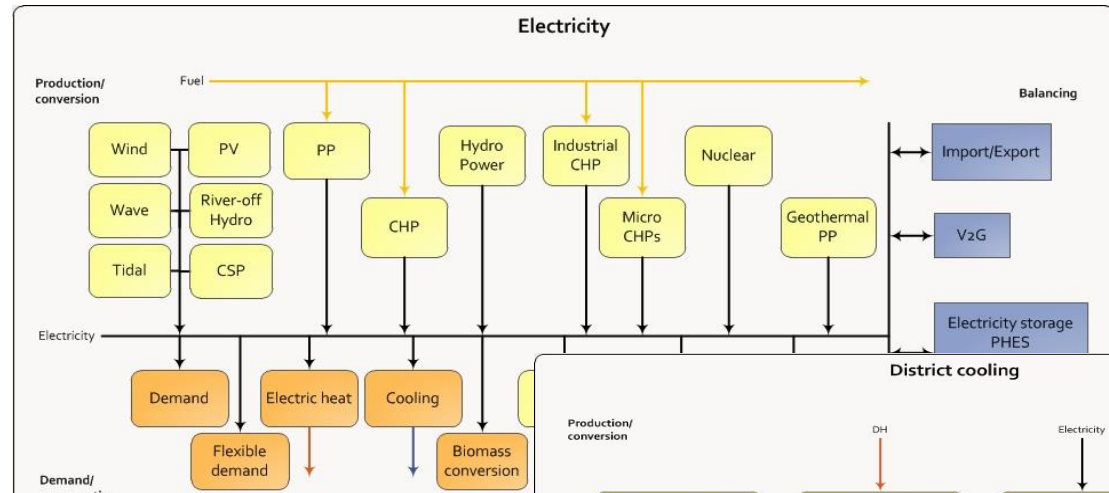 Electricity
Production/
conversion
Fuel
Balancing
Wind
PV
PP
Hydro
Power
Industrial
CHP
Nuclear
Import/Export
Wave
River-off
Hydro
CHP
Micro
CHPs
Geothermal
PP
V2G
Tidal
CSP
Electricity
Electricity storage
PHES
Demand
Electric heat
Cooling
Flexible
demand
Biomass
conversion
Demand/
District cooling
Production/
conversion
DH
Electricity